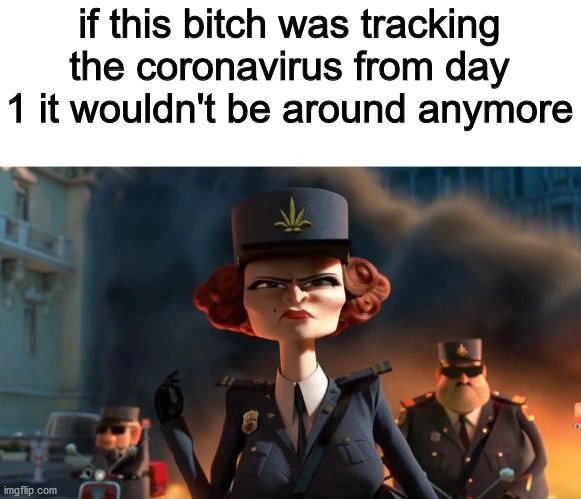 if this bitch was tracking
the coronavirus from day
1 it wouldn't be around anymore
imgflip.com